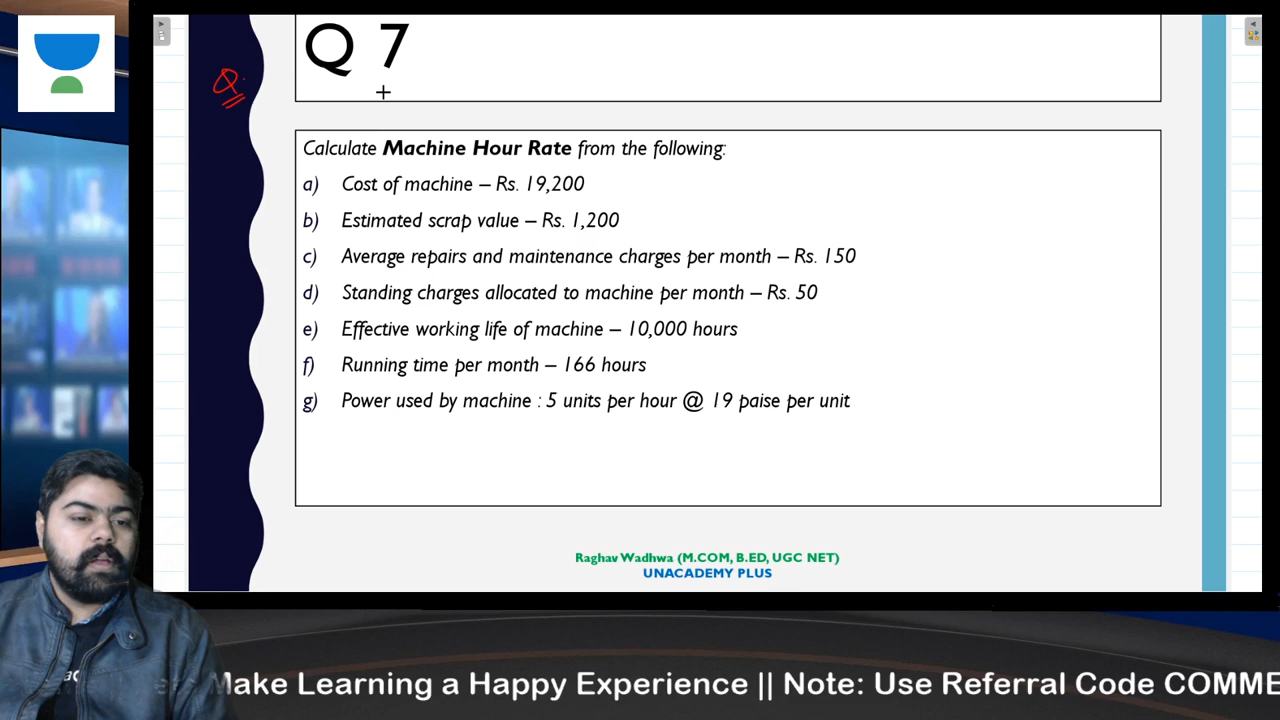 Q 7
Q.
Calculate Machine Hour Rate from the following:
a) Cost of machine – Rs. 19,200
b) Estimated scrap value – Rs. 1,200
c) Average repairs and maintenance charges per month – Rs. 150
d) Standing charges allocated to machine per month – Rs. 50
e) Effective working life of machine – 10,000 hours
f) Running time per month – 166 hours
g) Power used by machine : 5 units per hour @ 19 paise per unit
Raghav Wadhwa (M.COM, B.ED, UGC NET)
UNACADEMY PLUS
Make Learning a Happy Experience || Note: Use Referral Code COMME